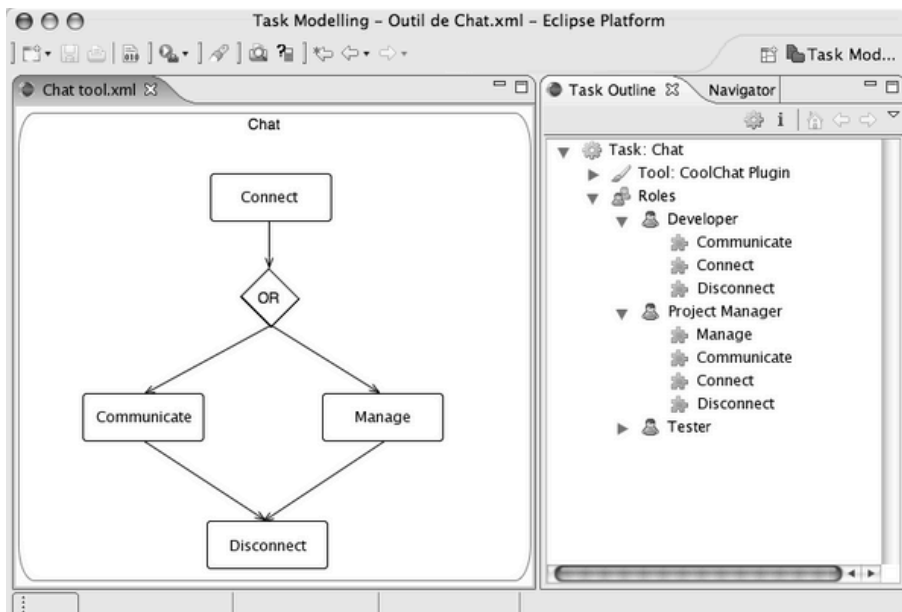 Task Modelling – Outil de Chat.xml – Eclipse Platform
Task Mod...
Chat tool.xml
Chat
Connect
OR
Communicate
Manage
Disconnect
Task Outline
Navigator
Task: Chat
Tool: CoolChat Plugin
Roles
Developer
Communicate
Connect
Disconnect
Project Manager
Manage
Communicate
Connect
Disconnect
Tester